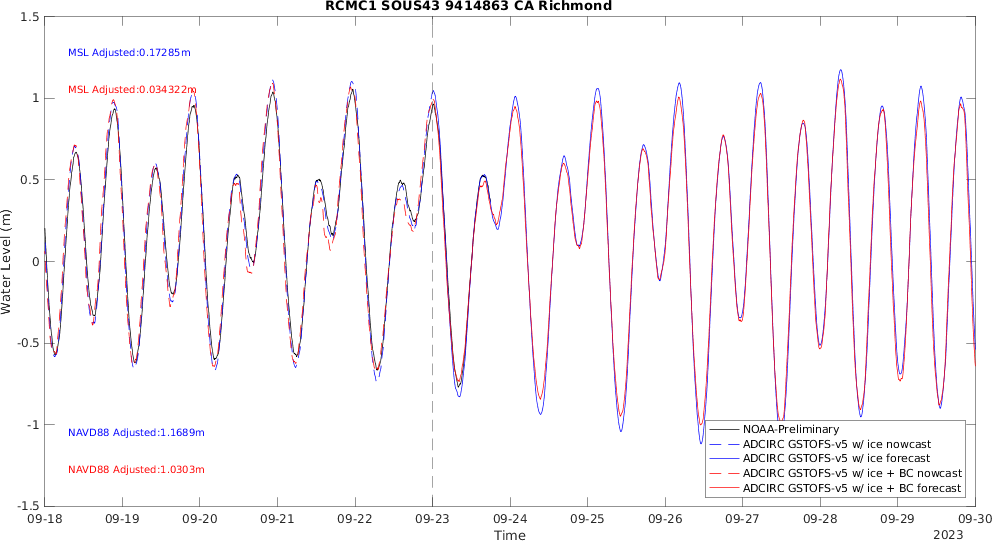 RCMC1 SOUS43 9414863 CA Richmond
1.5
MSL Adjusted:0.17285m
MSL Adjusted:0.034322m
1
0.5
Water Level (m)
0
-0.5
-1
NAVD88 Adjusted:1.1689m
NAVD88 Adjusted:1.0303m
NOAA-Preliminary
ADCIRC GSTOFS-v5 w/ ice nowcast
ADCIRC GSTOFS-v5 w/ ice forecast
ADCIRC GSTOFS-v5 w/ ice + BC nowcast
ADCIRC GSTOFS-v5 w/ ice + BC forecast
-1.5
09-18 09-19 09-20 09-21 09-22 09-23 09-24 09-25 09-26 09-27 09-28 09-29 09-30
Time
2023